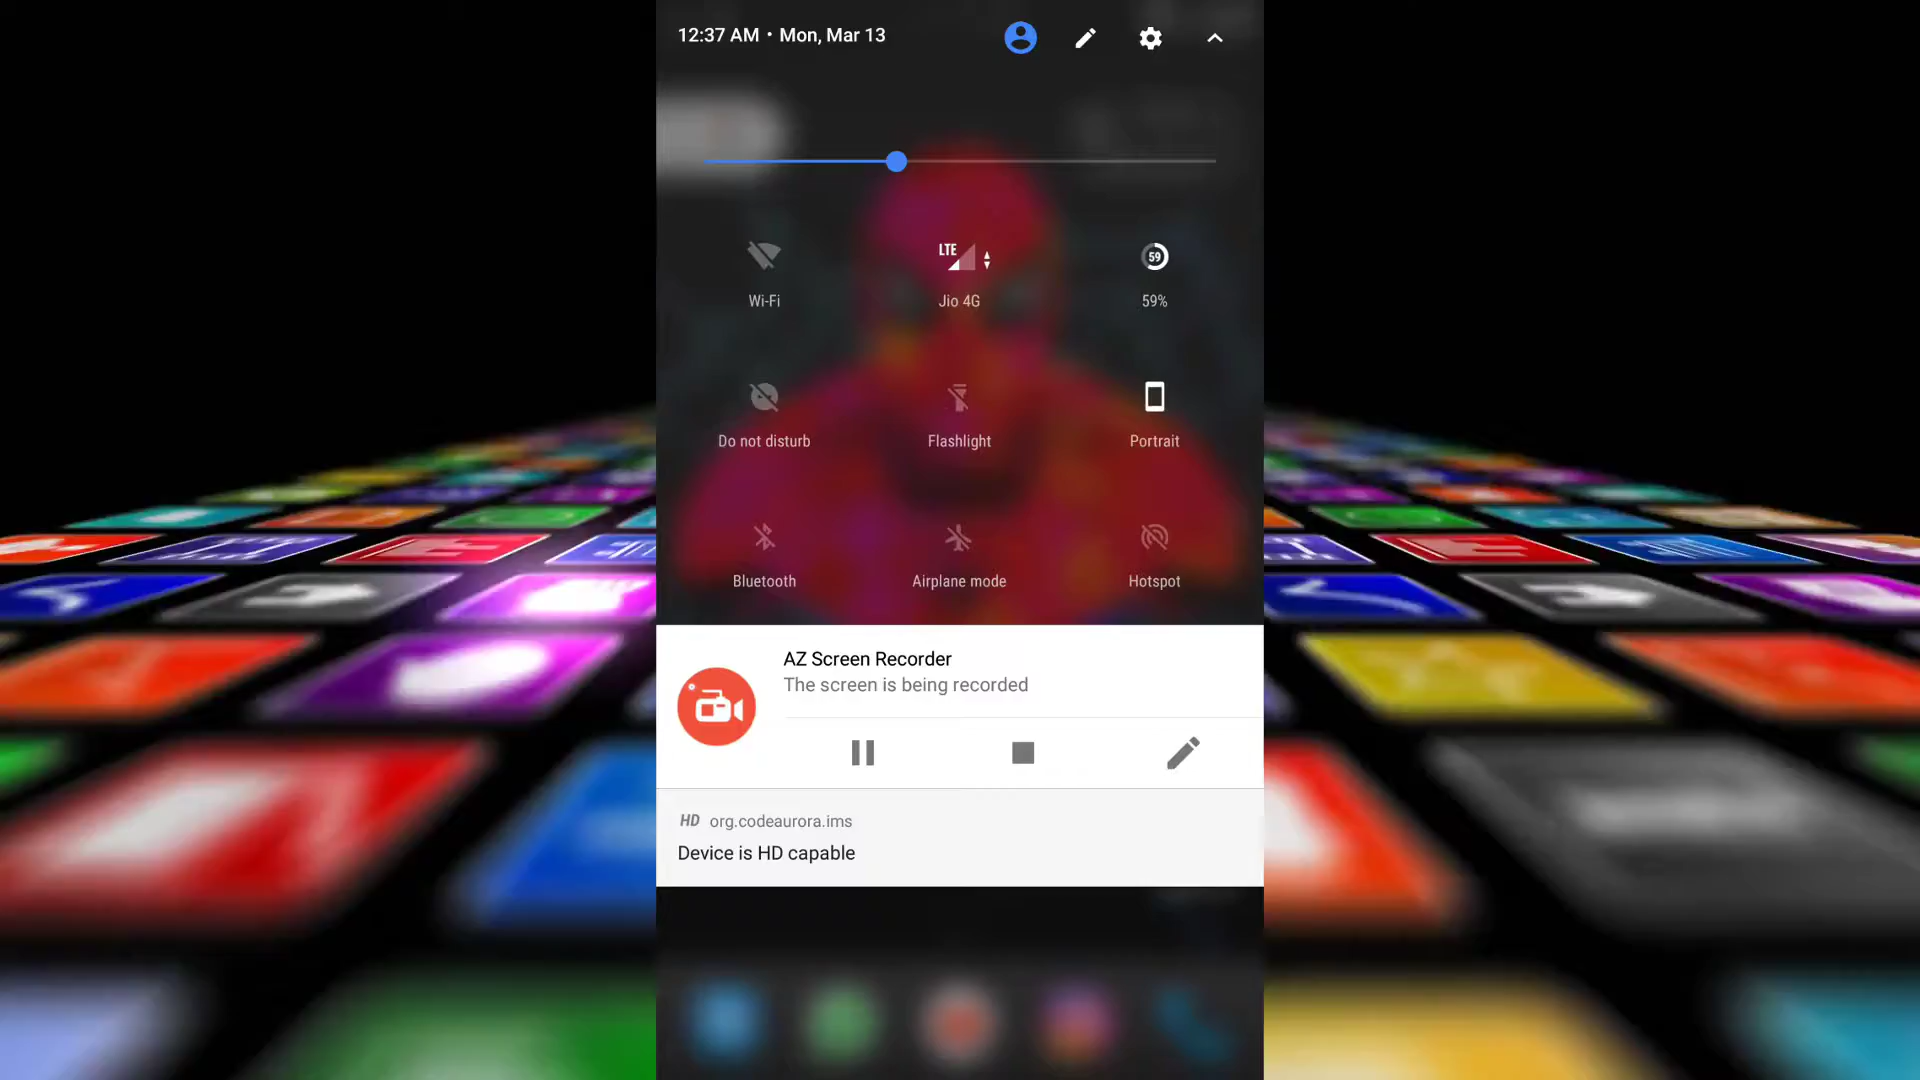 12:37 AM • Mon, Mar 13
LTE
59
Wi-Fi
Jio 4G
59%
Do not disturb
Flashlight
Portrait
Bluetooth
Airplane mode
Hotspot
AZ Screen Recorder
The screen is being recorded
HD org.codeaurora.ims
Device is HD capable